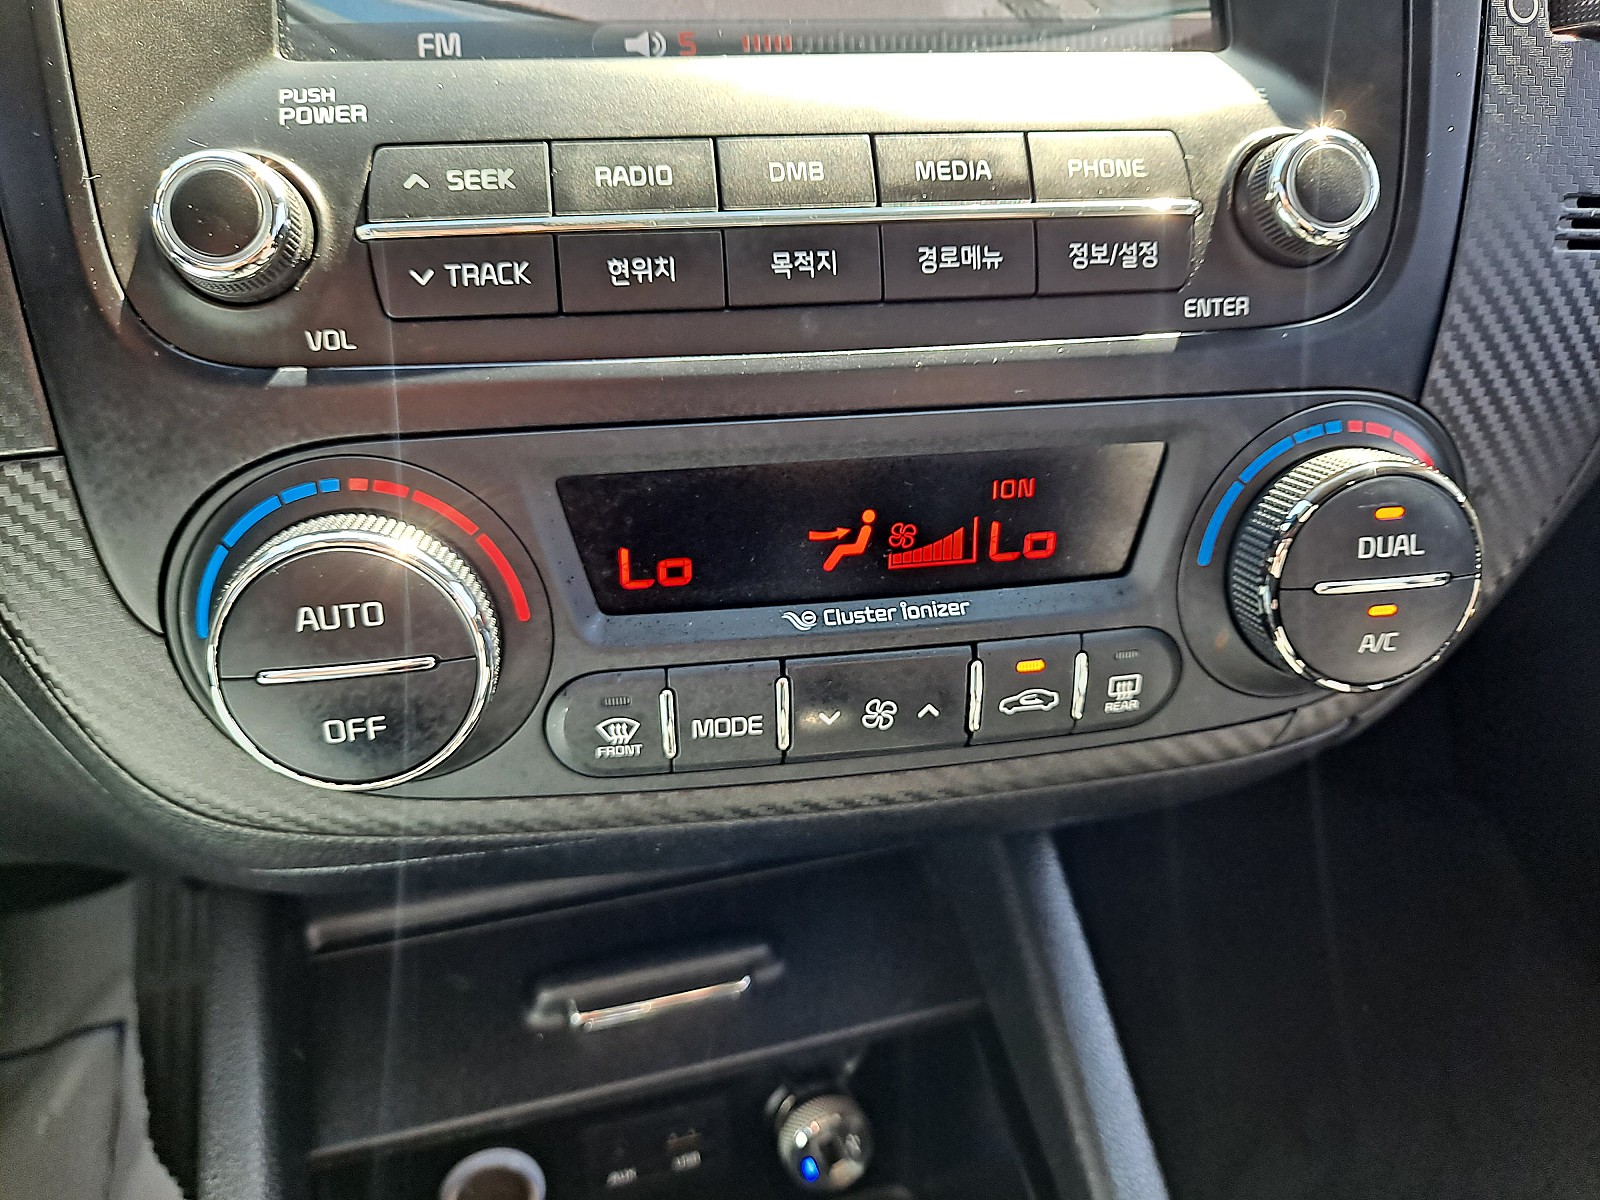 FM 5
PUSH
POWER
SEEK RADIO DMB MEDIA PHONE
TRACK 현위치 목적지 경로메뉴 정보/설정
VOL
ENTER
ION
Lo Lo
Cluster ionizer
AUTO
OFF
DUAL
A/C
FRONT
MODE
REAR